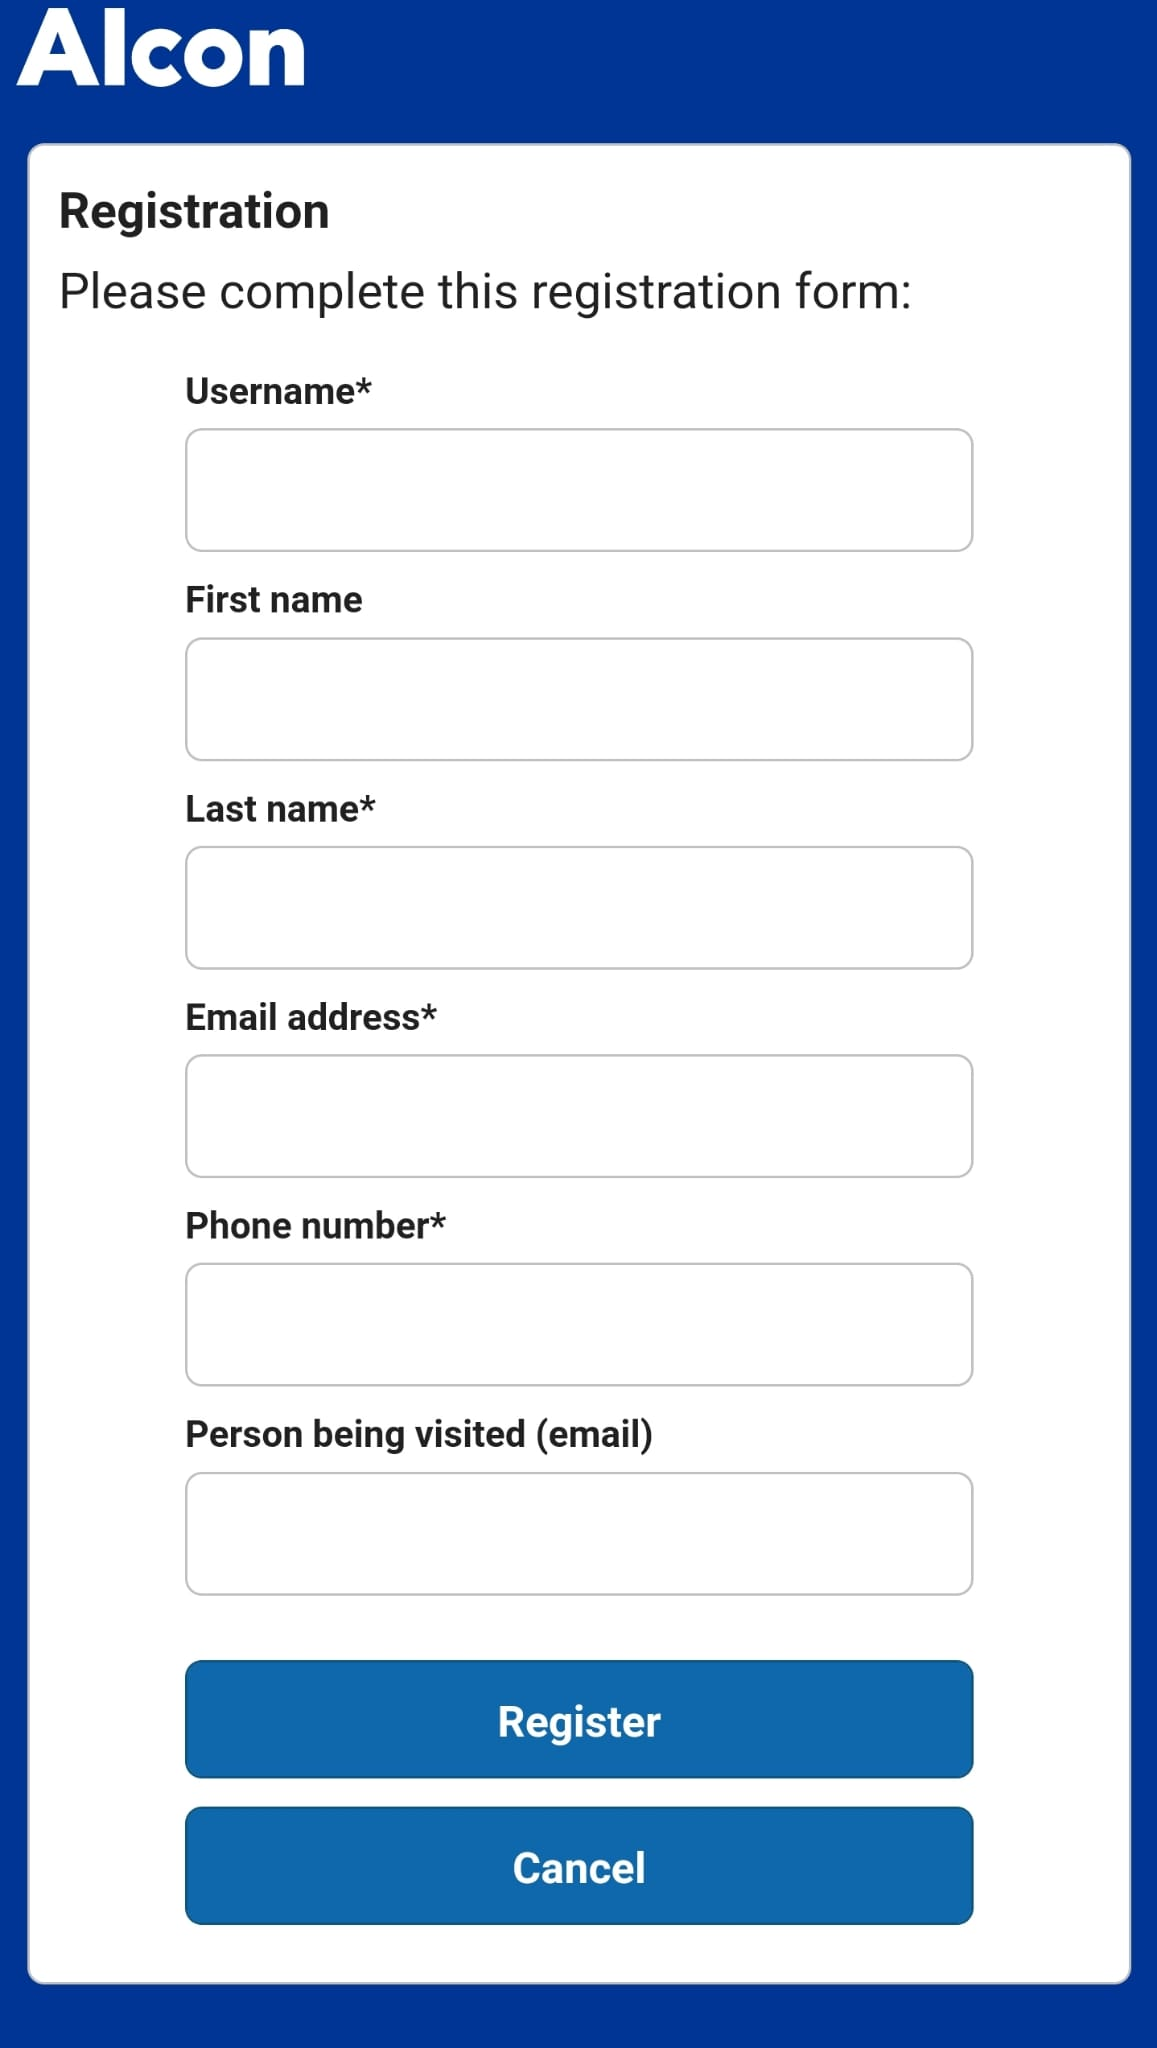 Alcon
Registration
Please complete this registration form:
Username*
First name
Last name*
Email address*
Phone number*
Person being visited (email)
Register
Cancel